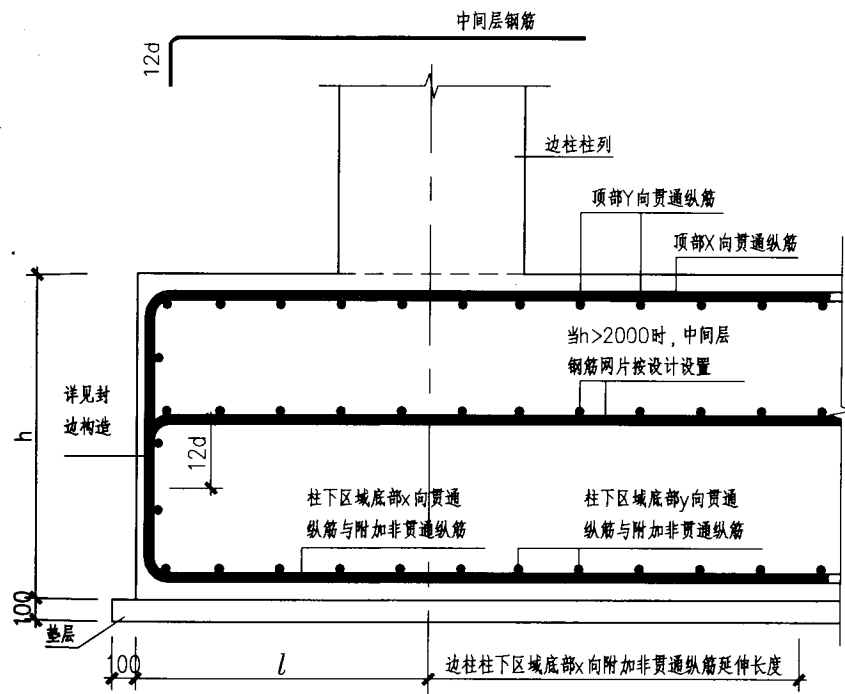 中间层钢筋
12d
边柱柱列
顶部Y向贯通纵筋
顶部X向贯通纵筋
当h>2000时，中间层
钢筋网片按设计设置
详见封
边构造
h
12d
柱下区域底部x向贯通
纵筋与附加非贯通纵筋
柱下区域底部y向贯通
纵筋与附加非贯通纵筋
100
垫层
100
l
边柱柱下区域底部x向附加非贯通纵筋延伸长度